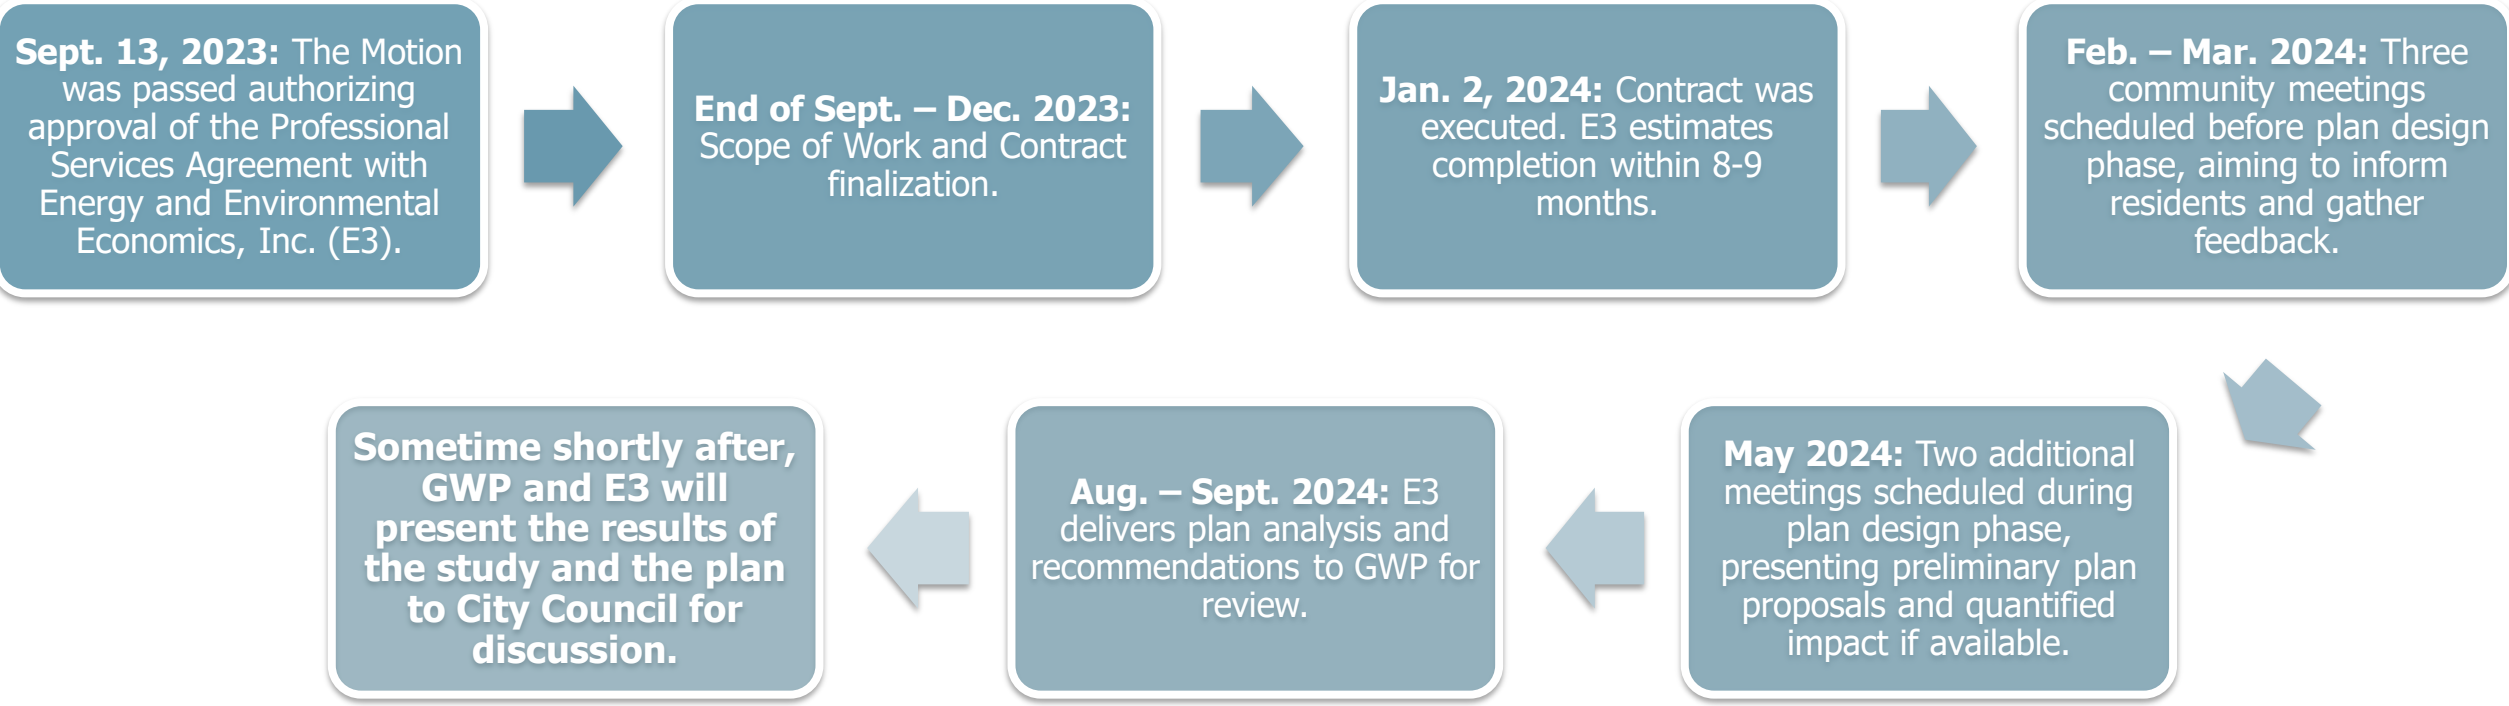 Sept. 13, 2023: The Motion
was passed authorizing
approval of the Professional
Services Agreement with
Energy and Environmental
Economics, Inc. (E3).
End of Sept. – Dec. 2023:
Scope of Work and Contract
finalization.
Jan. 2, 2024: Contract was
executed. E3 estimates
completion within 8-9
months.
Feb. – Mar. 2024: Three
community meetings
scheduled before plan design
phase, aiming to inform
residents and gather
feedback.
May 2024: Two additional
meetings scheduled during
plan design phase,
presenting preliminary plan
proposals and quantified
impact if available.
Aug. – Sept. 2024: E3
delivers plan analysis and
recommendations to GWP for
review.
Sometime shortly after,
GWP and E3 will
present the results of
the study and the plan
to City Council for
discussion.